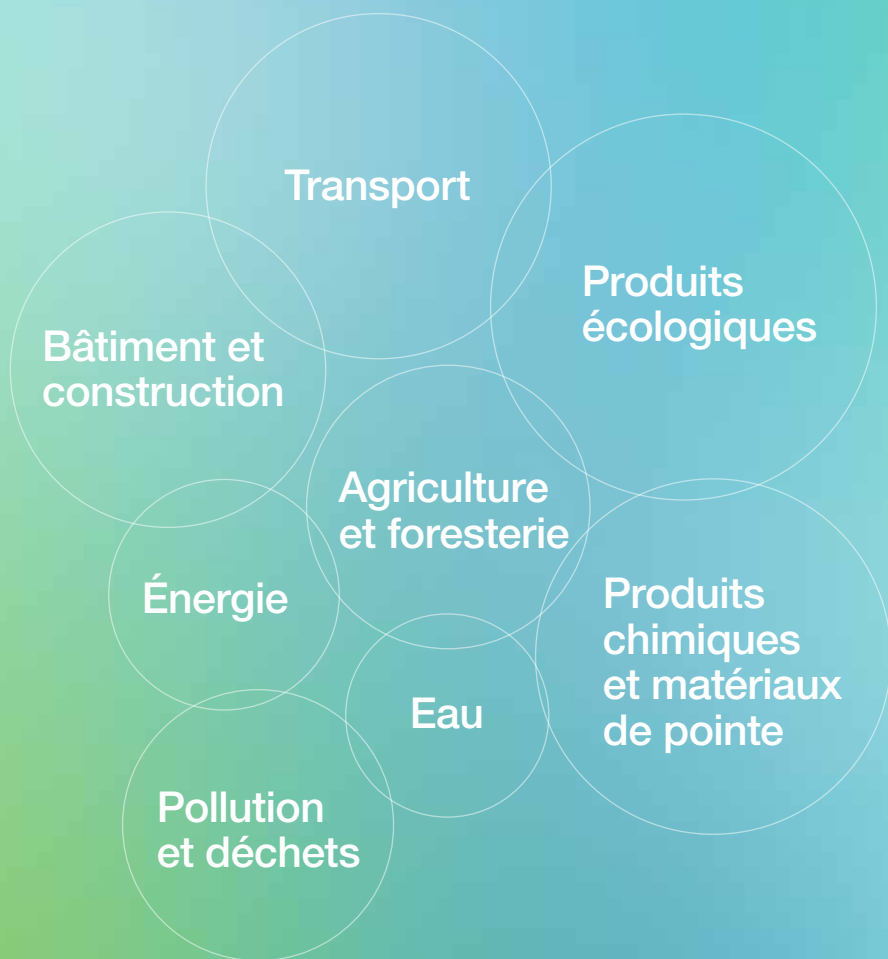 Transport
Produits
écologiques
Bâtiment et
construction
Agriculture
et foresterie
Énergie
Produits
chimiques
et matériaux
de pointe
Eau
Pollution
et déchets